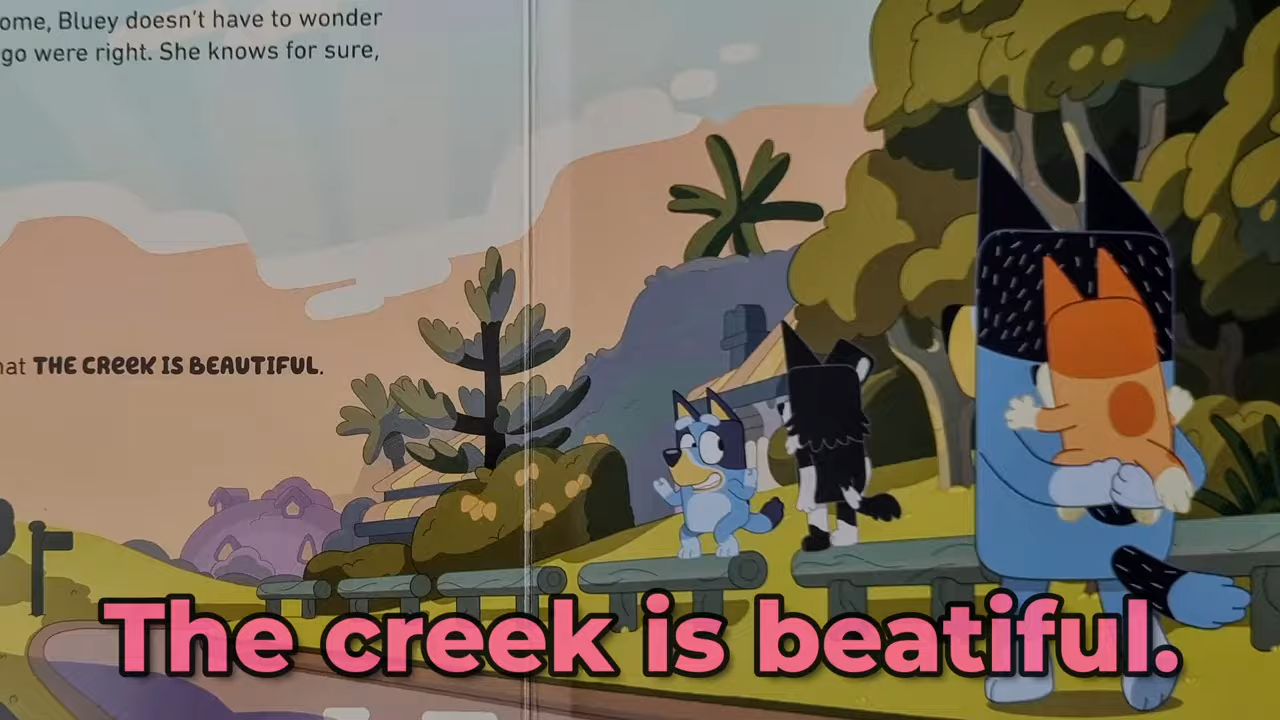 ome, Bluey doesn't have to wonder
go were right. She knows for sure,
hat THE CREEK IS BEAUTIFUL.
The creek is beatiful.